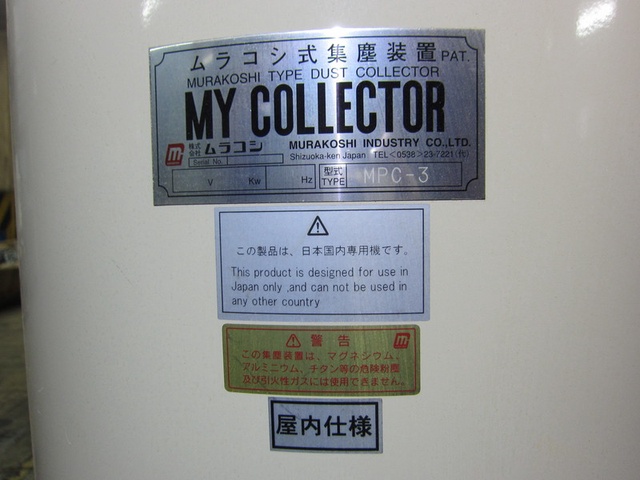 ムラコシ式集塵装置 PAT.
MURAKOSHI TYPE DUST COLLECTOR
MY COLLECTOR
m 株式会社 ムラコシ MURAKOSHI INDUSTRY CO.,LTD.
Serial No. Shizuoka-ken Japan TEL<0538>23-7221(代)
V Kw Hz 型式 TYPE MPC-3
この製品は、日本国内専用機です。
This product is designed for use in
Japan only ,and can not be used in
any other country
警告 m
この集塵装置は、マグネシウム、
アルミニウム、チタン等の危険粉塵
及び引火性ガスには使用できません。
屋内仕様